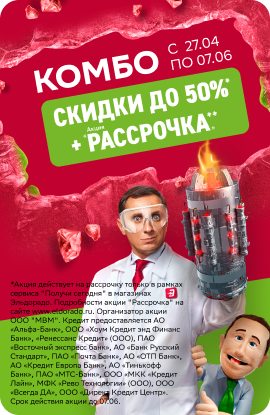 КОМБО
С 27.04
ПО 07.06
СКИДКИ ДО 50%*
Акция
+ "РАССРОЧКА"**
*Акция действует на рассрочку только в рамках
сервиса "Получи сегодня" в магазинах
Эльдорадо. Подробности акции "Рассрочка" на
сайте www.eldorado.ru. Организатор акции
ООО "МВМ". Кредит предоставляется АО
«Альфа-Банк», ООО «Хоум Кредит энд Финанс
Банк», «Ренессанс Кредит» (ООО), ПАО
«Восточный экспресс банк», АО «Банк Русский
Стандарт», ПАО «Почта Банк», АО «ОТП Банк»,
АО «Кредит Европа Банк», АО «Тинькофф
Банк», ПАО «МТС-Банк», ООО «МКК «Кредит
Лайн», МФК «Рево Технологии» (ООО), ООО
«Всегда ДА», ООО «Директ Кредит Центр».
Срок действия акции до 07.06.